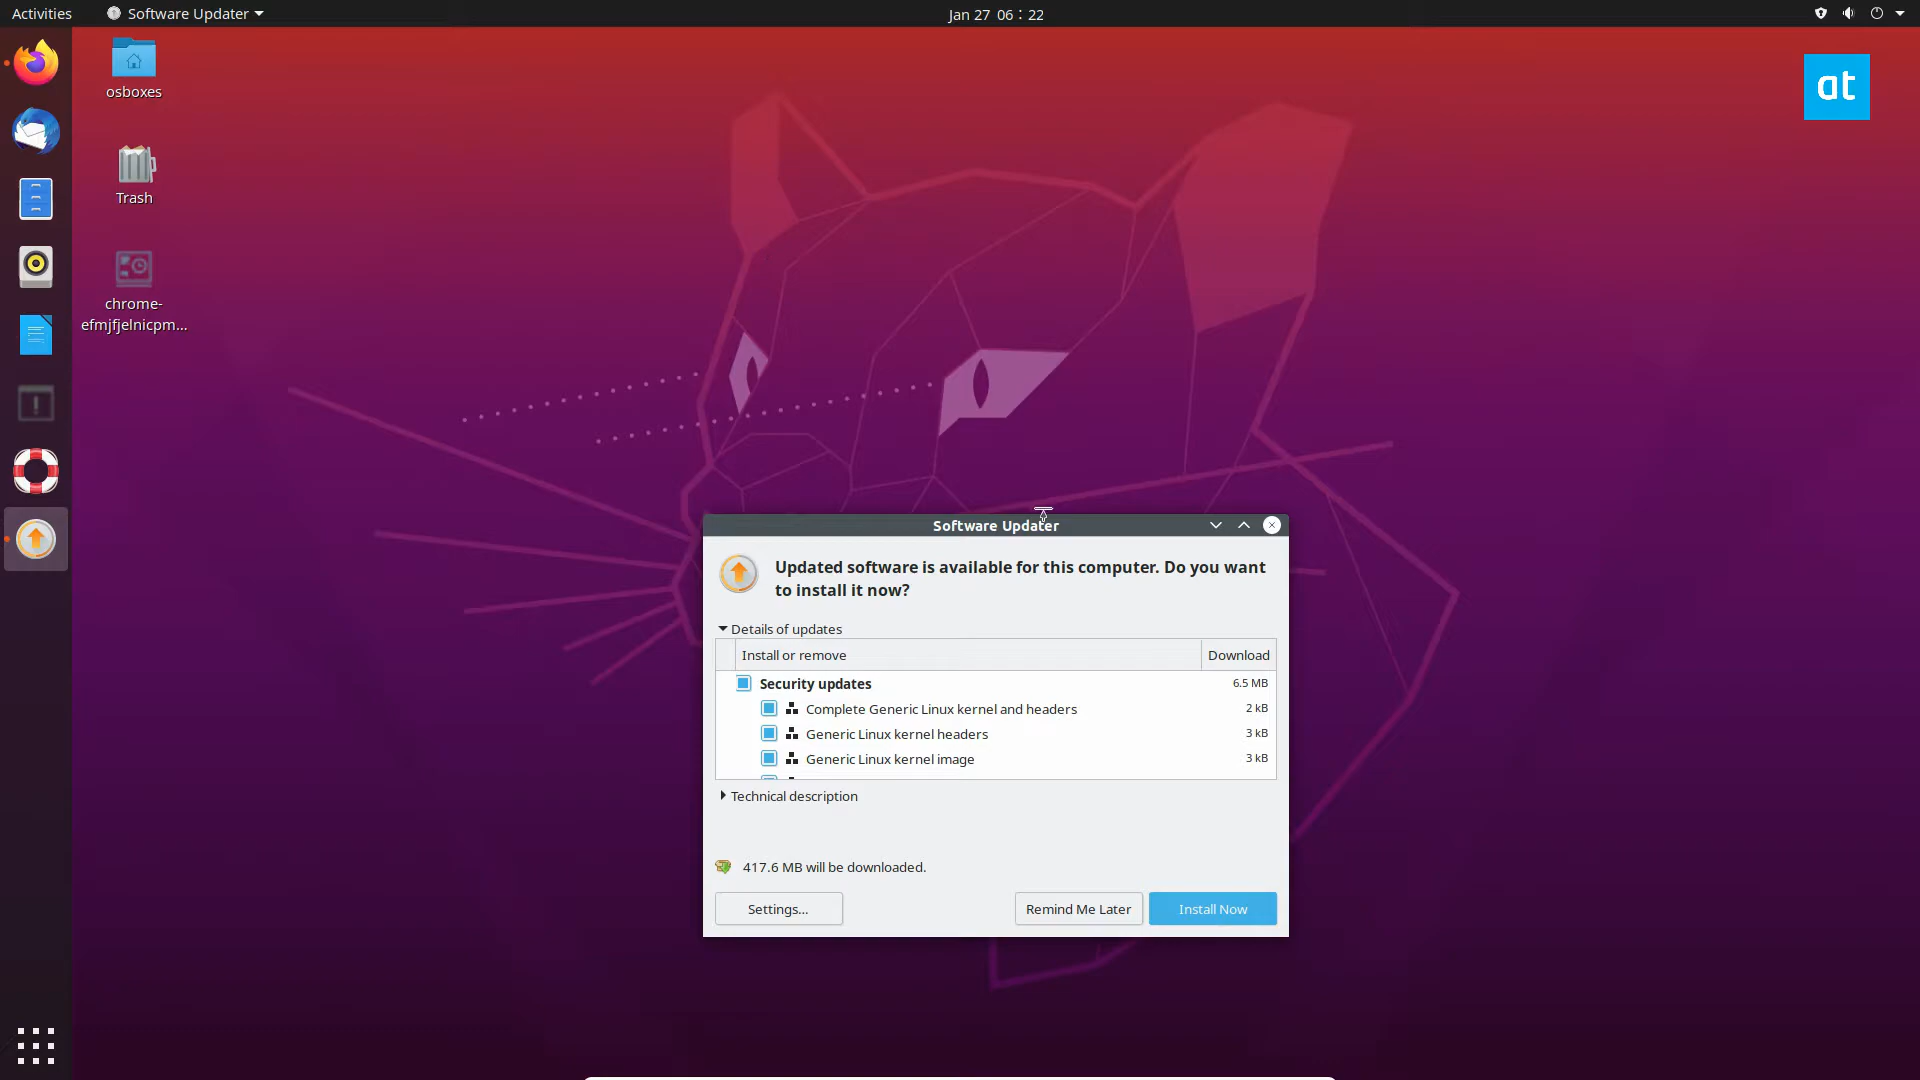 Activities
Software Updater
Jan 27 06:22
osboxes
at
Trash
chrome-
efmjfjelnicpm...
Software Updater
Updated software is available for this computer. Do you want
to install it now?
Details of updates
Install or remove
Download
Security updates
6.5 MB
Complete Generic Linux kernel and headers
2 kB
Generic Linux kernel headers
3 kB
Generic Linux kernel image
3 kB
Technical description
417.6 MB will be downloaded.
Settings...
Remind Me Later
Install Now